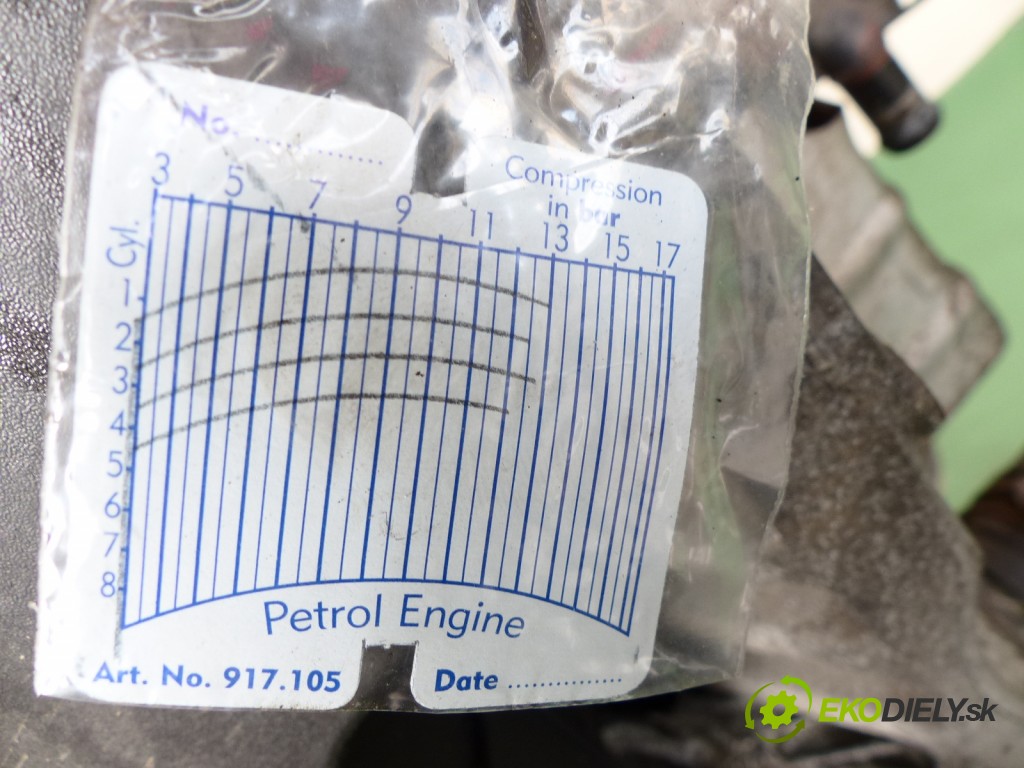 No. ..................
Compression
in bar
3 5 7 9 11 13 15 17
Cyl.
1
2
3
4
5
6
7
8
Petrol Engine
Art. No. 917.105
Date ...............
EKODIELY.sk